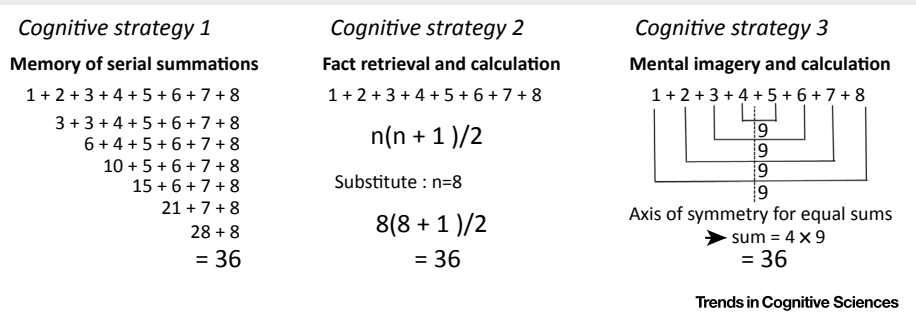 Cognitive strategy 1
Memory of serial summations
1 + 2 + 3 + 4 + 5 + 6 + 7 + 8
3 + 3 + 4 + 5 + 6 + 7 + 8
6 + 4 + 5 + 6 + 7 + 8
10 + 5 + 6 + 7 + 8
15 + 6 + 7 + 8
21 + 7 + 8
28 + 8
= 36
Cognitive strategy 2
Fact retrieval and calculation
1 + 2 + 3 + 4 + 5 + 6 + 7 + 8
n(n + 1 )/2
Substitute : n=8
8(8 + 1 )/2
= 36
Cognitive strategy 3
Mental imagery and calculation
1 + 2 + 3 + 4 + 5 + 6 + 7 + 8
9
9
9
9
Axis of symmetry for equal sums
➤ sum = 4 × 9
= 36
Trends in Cognitive Sciences